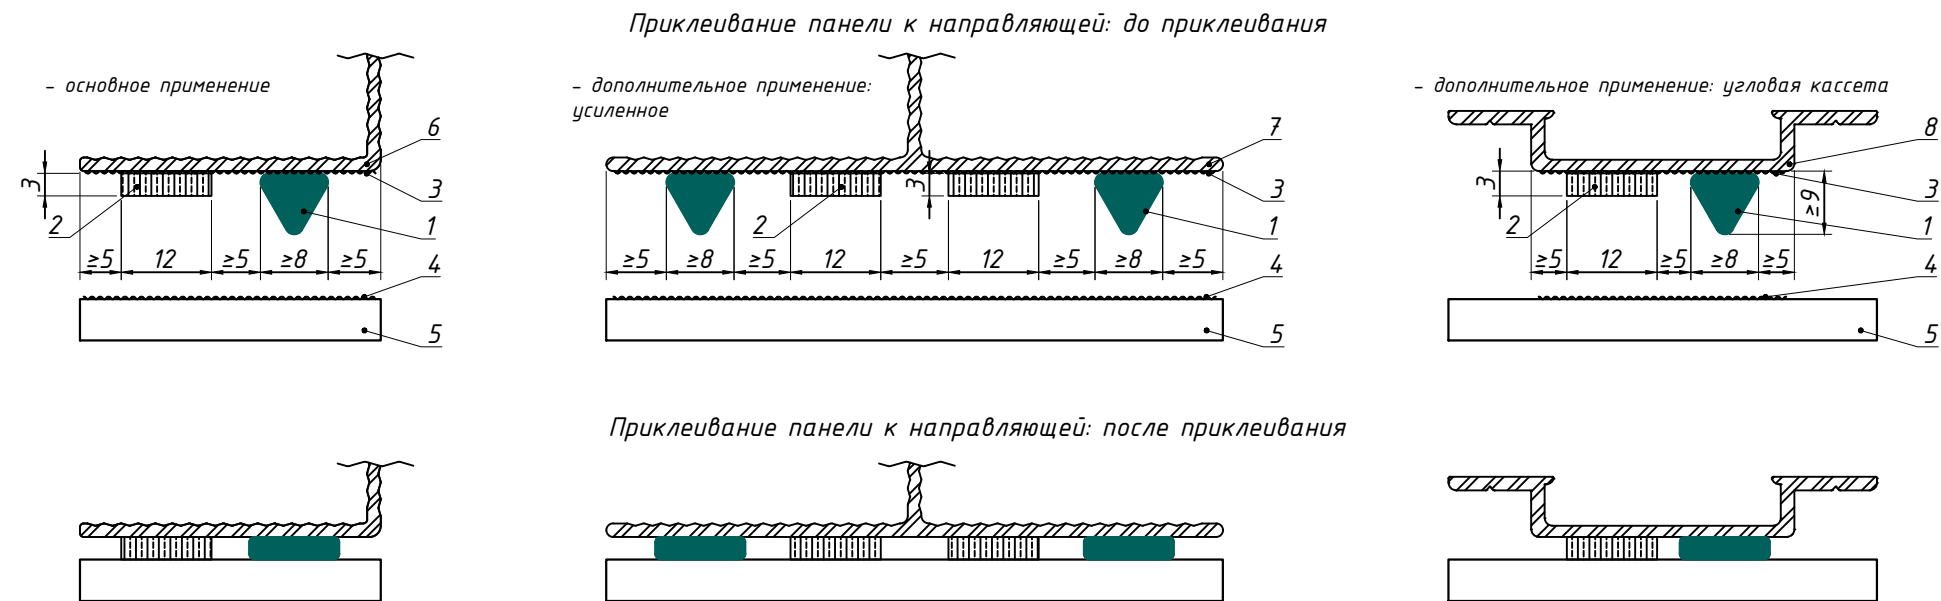 Приклеивание панели к направляющей: до приклеивания
- основное применение
- дополнительное применение:
усиленное
- дополнительное применение: угловая кассета
6
3
3
2
1
≥5 12 ≥5 ≥8 ≥5
4
5
7
3
3
2
1
≥5 ≥8 ≥5 12 ≥5 12 ≥5 ≥8 ≥5
4
5
8
3
3
≥9
2
1
≥5 12 ≥5 ≥8 ≥5
4
5
Приклеивание панели к направляющей: после приклеивания